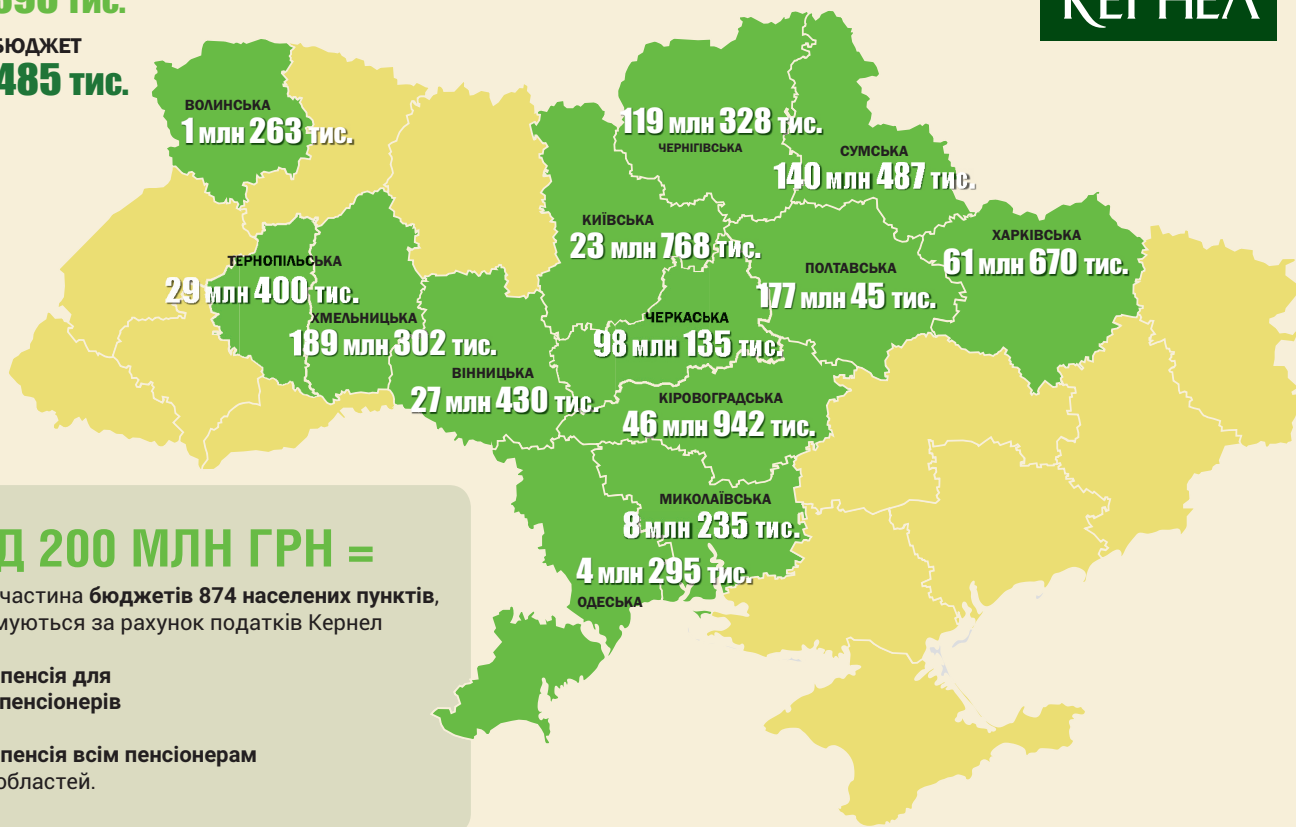 тис.
КЕРНЕЛ
БЮДЖЕТ
485 тис.
ВОЛИНСЬКА
1 млн 263 тис.
119 млн 328 тис.
ЧЕРНІГІВСЬКА
СУМСЬКА
140 млн 487 тис.
КИЇВСЬКА
23 млн 768 тис.
ХАРКІВСЬКА
61 млн 670 тис.
ТЕРНОПІЛЬСЬКА
29 млн 400 тис.
ПОЛТАВСЬКА
177 млн 45 тис.
ХМЕЛЬНИЦЬКА
189 млн 302 тис.
ЧЕРКАСЬКА
98 млн 135 тис.
ВІННИЦЬКА
27 млн 430 тис.
КІРОВОГРАДСЬКА
46 млн 942 тис.
МИКОЛАЇВСЬКА
8 млн 235 тис.
4 млн 295 тис.
ОДЕСЬКА
Д 200 МЛН ГРН =
частина бюджетів 874 населених пунктів,
муються за рахунок податків Кернел
пенсія для
пенсіонерів
пенсія всім пенсіонерам
областей.